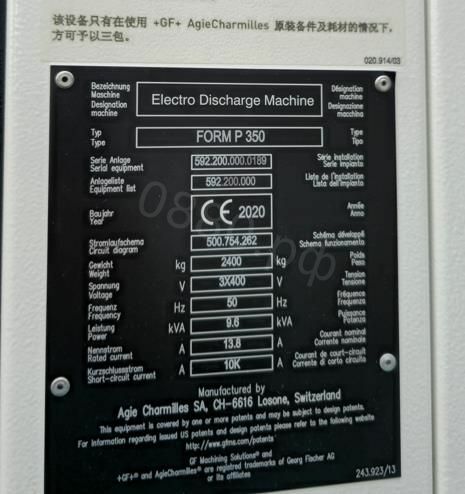 该设备只有在使用 +GF+ AgieCharmilles 原装备件及耗材的情况下，
方可予以三包。
020.914/03
Bezeichnung Maschine Designation machine Electro Discharge Machine Désignation machine Designazione macchina
Typ Type FORM P 350 Type Tipo
Serie Anlage Serial equipment 592.200.000.0189 Série installation Serie impianto
Anlageliste Equipment list 592.200.000 Liste de l'installation Lista dell'impianto
Baujahr Year CE 2020 Année Anno
Stromlaufschema Circuit diagram 500.754.262 Schéma développé Schema funzionamento
Gewicht Weight kg 2400 kg Poids Peso
Spannung Voltage V 3X400 V Tension Tensione
Frequenz Frequency Hz 50 Hz Fréquence Frequenza
Leistung Power kVA 9.6 kVA Puissance Potenza
Nennstrom Rated current A 13.8 A Courant nominal Corrente nominale
Kurzschlusstrom Short-circuit current A 10K A Courant de court-circuit Corrente di corto circuito
Manufactured by
Agie Charmilles SA, CH-6616 Losone, Switzerland
This equipment is covered by one or more patents and may be subject to design patents.
For information regarding issued US patents and design patents please refer to the following website
http://www.gfms.com/patents
GF Machining Solutions® and
+GF+® and AgieCharmilles® are registered trademarks of Georg Fischer AG
or its affiliates
243.923/13